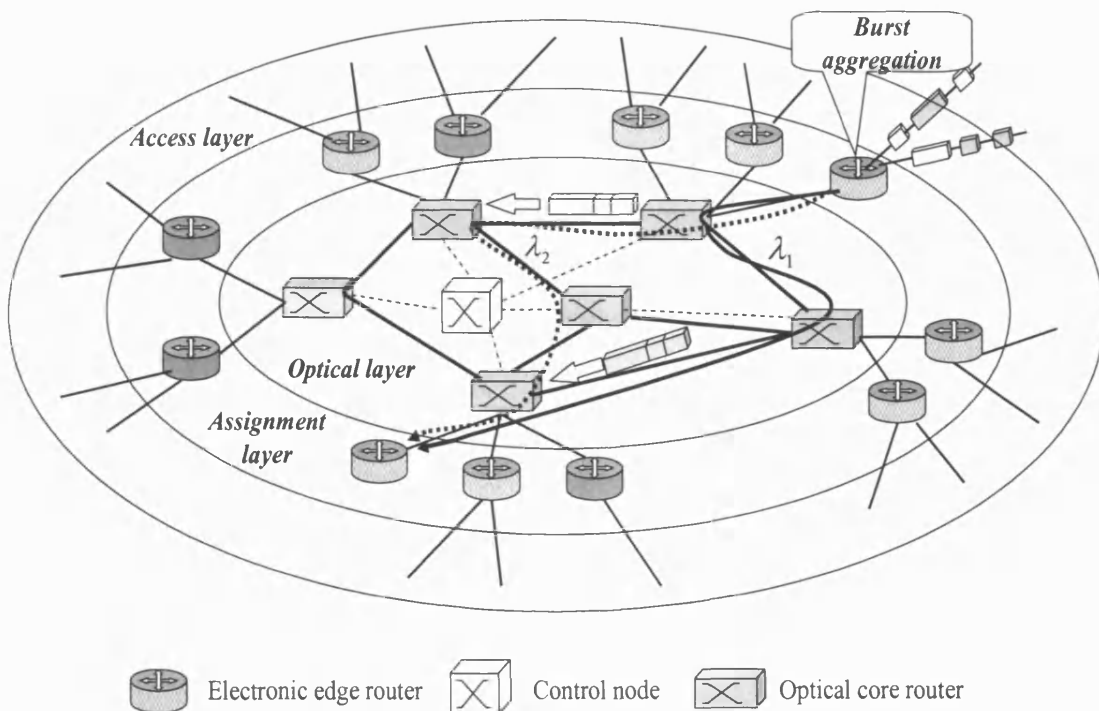 Burst
aggregation
Access layer
λ2
λ1
Optical layer
Assignment
layer
Electronic edge router
Control node
Optical core router